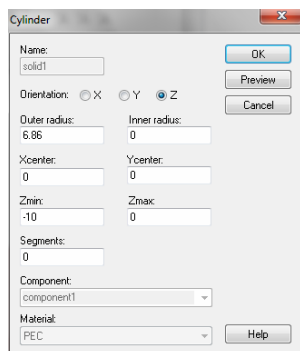 Cylinder
Name:
solid1
OK
Preview
Cancel
Orientation: X Y Z
Outer radius: Inner radius:
6.86 0
Xcenter: Ycenter:
0 0
Zmin: Zmax:
-10 0
Segments:
0
Component:
component1
Material:
PEC
Help